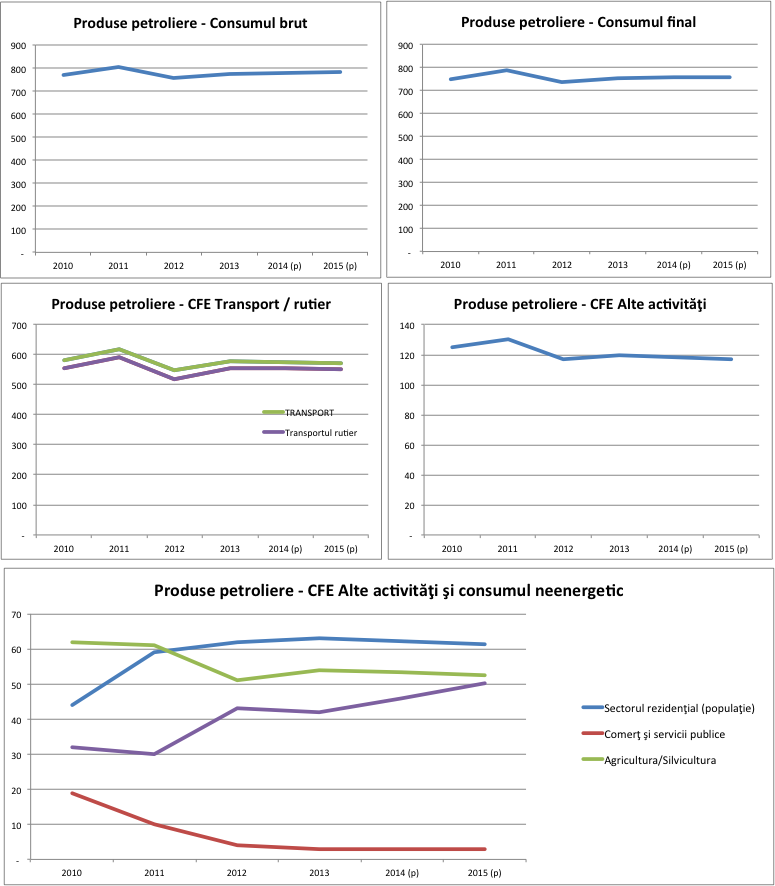 Produse petroliere - Consumul brut
900
800
700
600
500
400
300
200
100
-
2010 2011 2012 2013 2014 (p) 2015 (p)
Produse petroliere - Consumul final
900
800
700
600
500
400
300
200
100
-
2010 2011 2012 2013 2014 (p) 2015 (p)
Produse petroliere - CFE Transport / rutier
700
600
500
400
300
200
100
-
TRANSPORT
Transportul rutier
2010 2011 2012 2013 2014 (p) 2015 (p)
Produse petroliere - CFE Alte activităţi
140
120
100
80
60
40
20
-
2010 2011 2012 2013 2014 (p) 2015 (p)
Produse petroliere - CFE Alte activităţi şi consumul neenergetic
70
60
50
40
30
20
10
-
2010 2011 2012 2013 2014 (p) 2015 (p)
Sectorul rezidenţial (populaţie)
Comerţ şi servicii publice
Agricultura/Silvicultura